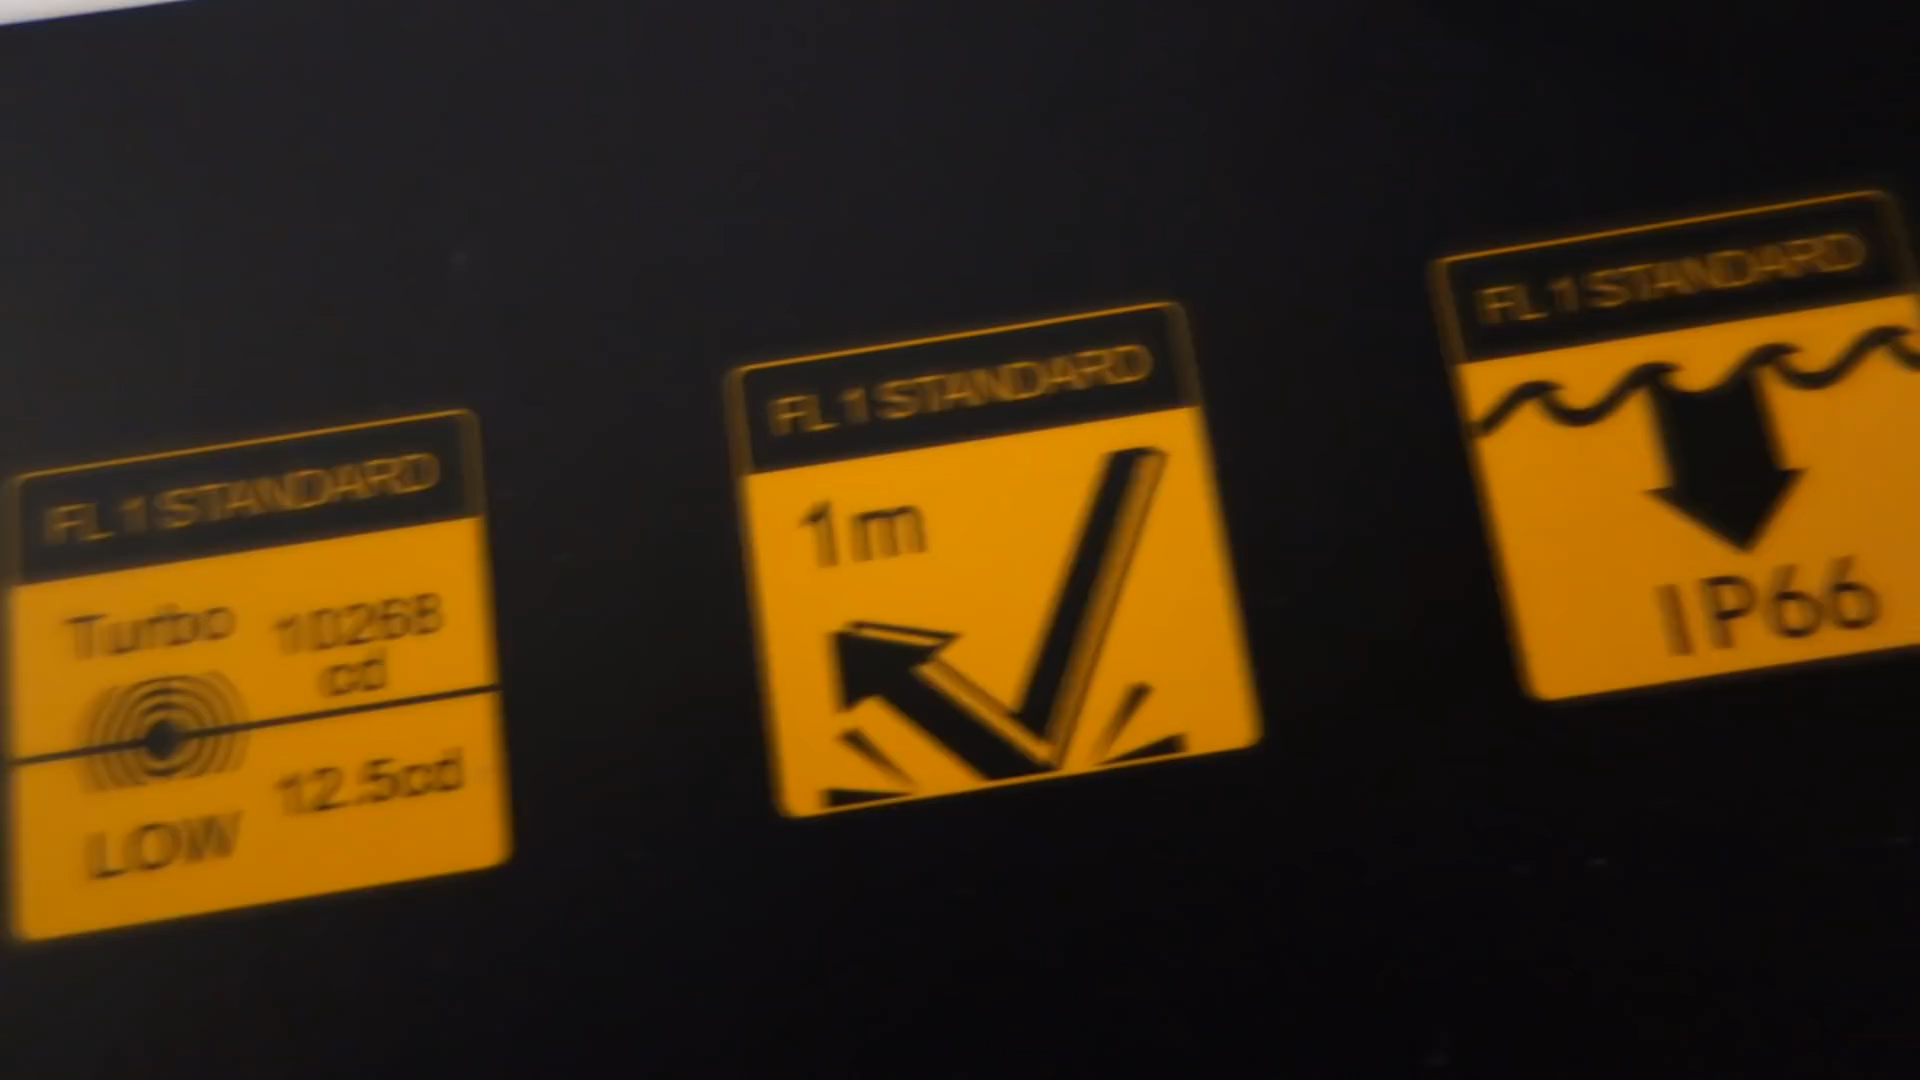 FL 1 STANDARD
Turbo 10268
cd
12.5cd
LOW
FL 1 STANDARD
1m
FL 1 STANDARD
IP66